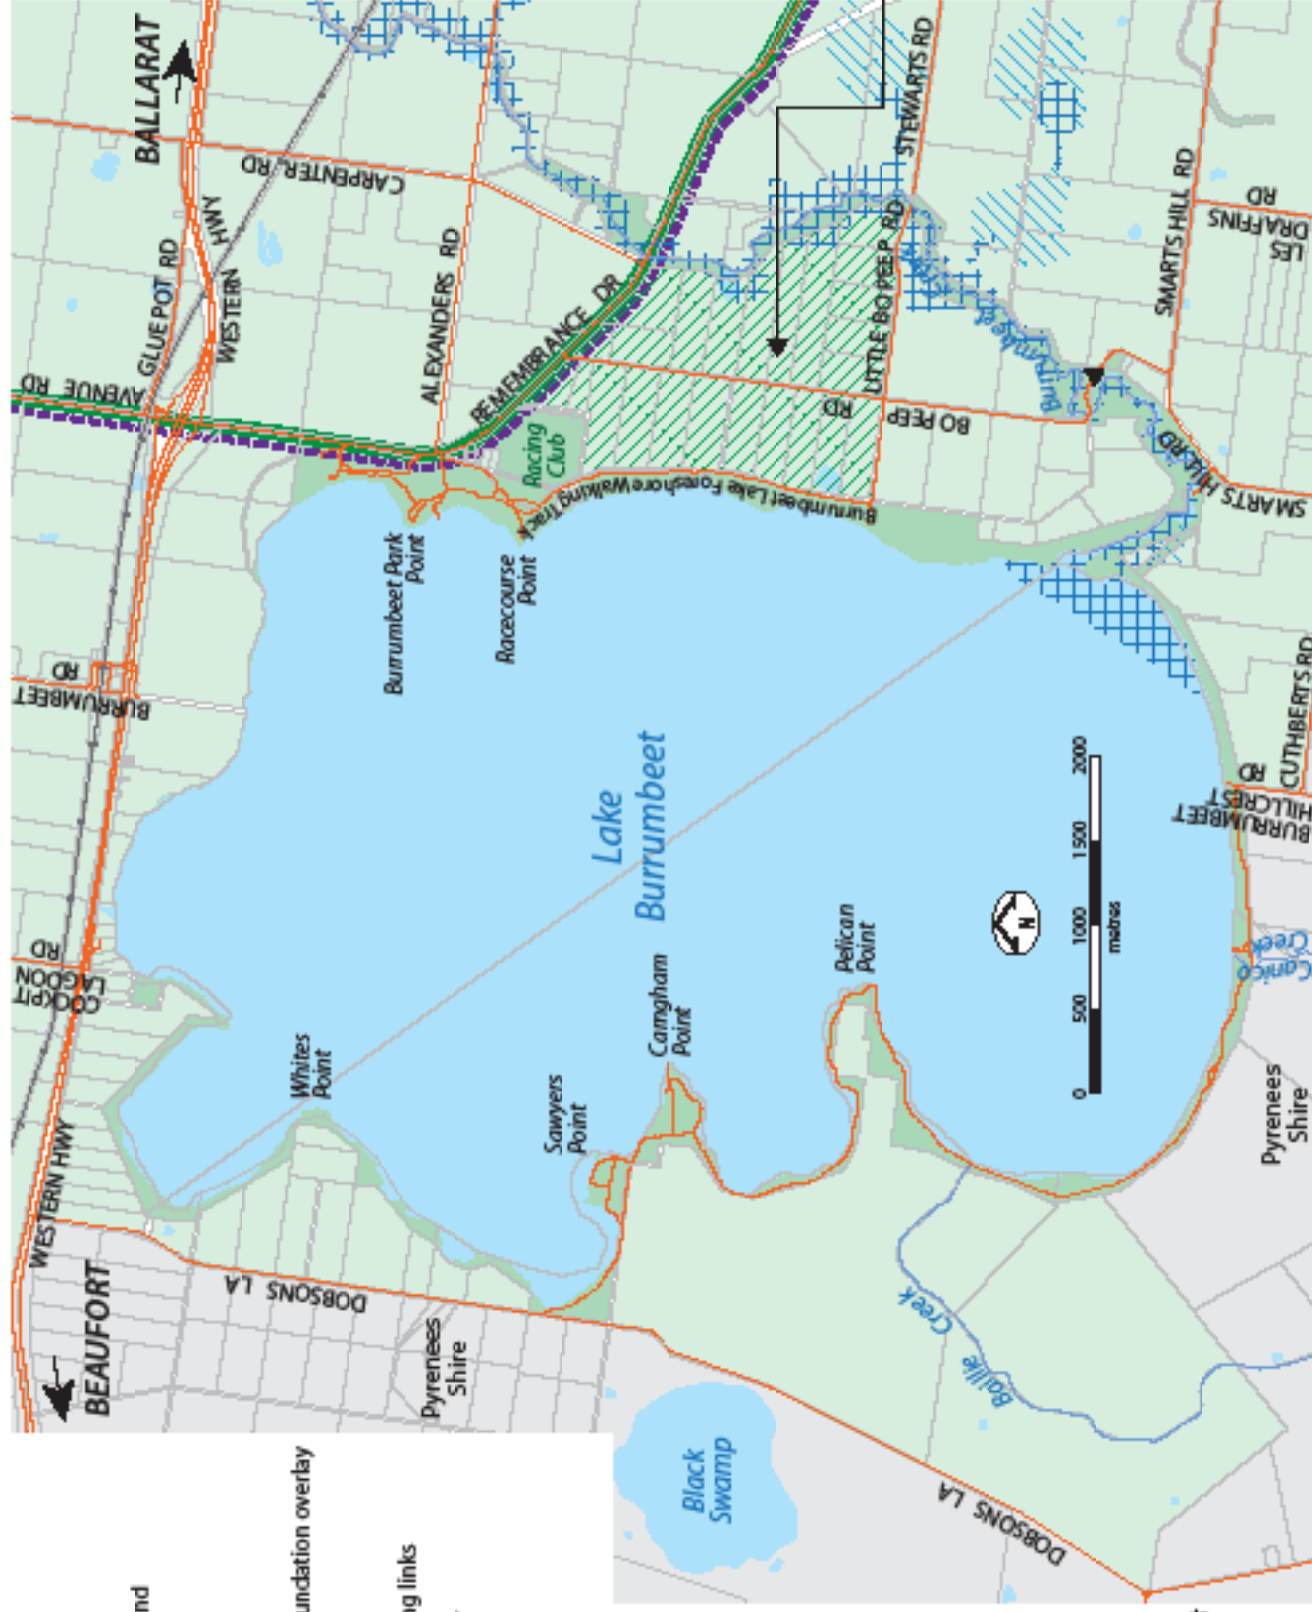 BEAUFORT
BALLARAT
WESTERN HWY
COCKPIT
LAGOON
RD
BURRUMBEET
RD
AVENUE RD
GLUEPOT RD
WESTERN
HWY
CARPENTER RD
ALEXANDERS RD
REMEMBRANCE DR
Racing
Club
Burrumbeet Park
Point
Racecourse
Point
Burrumbeet Lake Foreshore Walking Track
Whites
Point
Sawyers
Point
Carngham
Point
Pelican
Point
Lake
Burrumbeet
DOBSONS LA
Pyrenees
Shire
Black
Swamp
DOBSONS LA
Baillie Creek
BO PEEP RD
LITTLE BO PEEP RD
STEWARTS RD
Burrumbeet
SMARTS HILL RD
SMARTS HILL RD
LES
DRAFFINS
RD
CUTHBERTS RD
BURRUMBEET
HILLCREST
RD
Canico
Creek
Pyrenees
Shire
N
0 500 1000 1500 2000
metres
nd
undation overlay
ng links